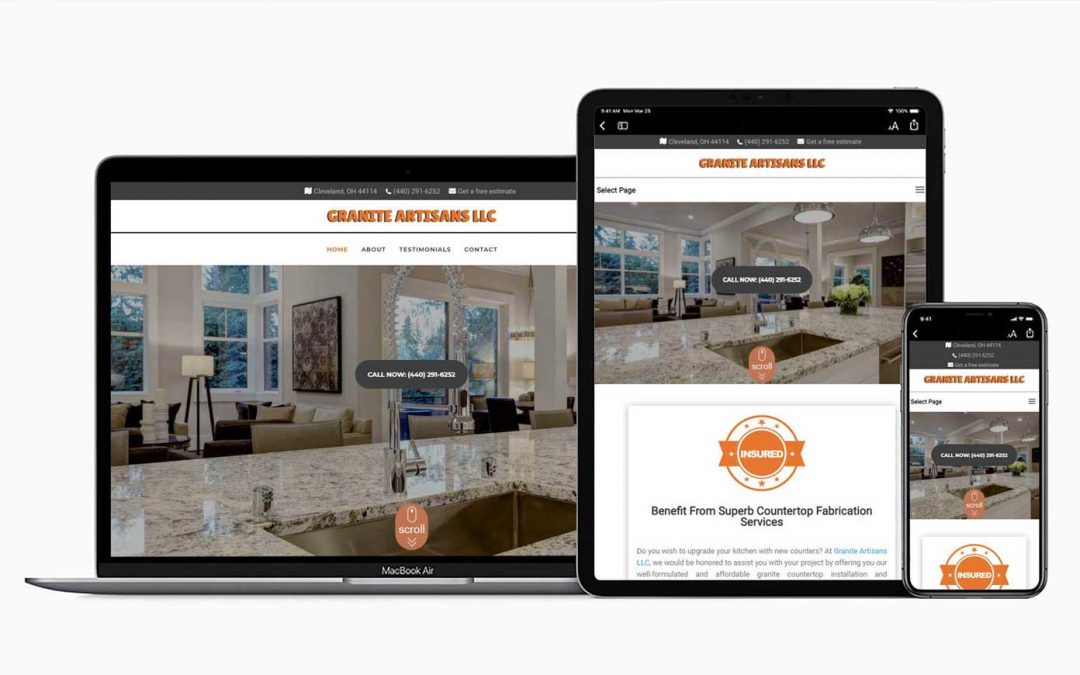 Cleveland, OH 44114 (440) 291-6252 Get a free estimate
GRANITE ARTISANS LLC
HOME ABOUT TESTIMONIALS CONTACT
CALL NOW: (440) 291-6252
scroll
MacBook Air
9:41 AM Mon Mar 25 100%
AA
Cleveland, OH 44114 (440) 291-6252 Get a free estimate
GRANITE ARTISANS LLC
Select Page
CALL NOW: (440) 291-6252
scroll
INSURED
Benefit From Superb Countertop Fabrication
Services
Do you wish to upgrade your kitchen with new counters? At Granite Artisans
LLC, we would be honored to assist you with your project by offering you our
well-formulated and affordable granite countertop installation and
9:41
AA
Cleveland, OH 44114
(440) 291-6252
Get a free estimate
GRANITE ARTISANS LLC
Select Page
CALL NOW: (440) 291-6252
scroll
INSURED